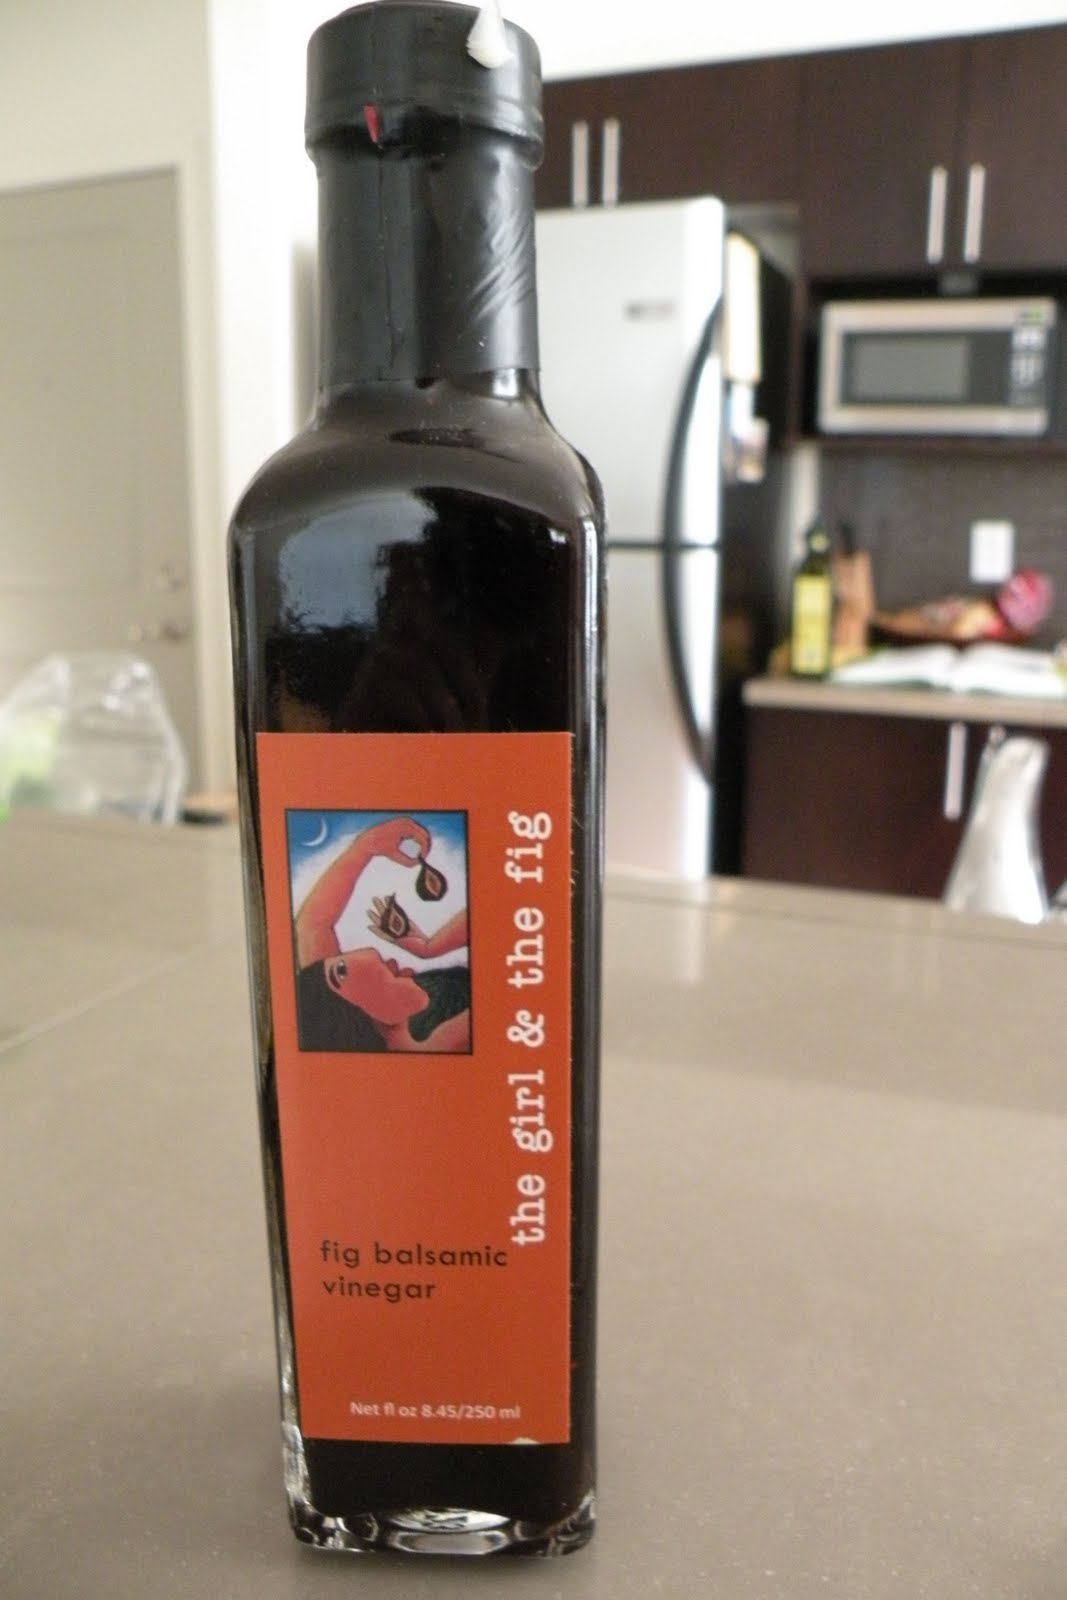 the girl & the fig
fig balsamic
vinegar
Net fl oz 8.45/250 ml